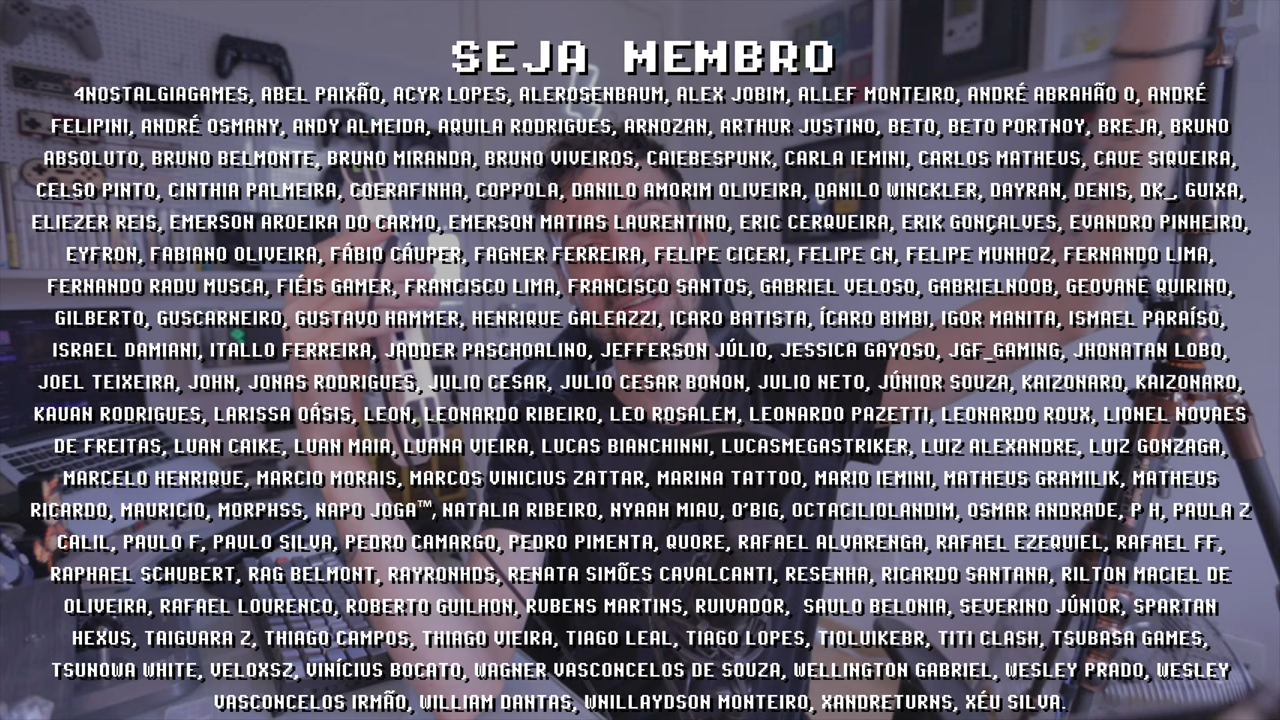 SEJA MEMBRO
4NOSTALGIAGAMES, ABEL PAIXÃO, ACYR LOPES, ALEROSENBAUM, ALEX JOBIM, ALLEF MONTEIRO, ANDRÉ ABRAHÃO O, ANDRÉ
FELIPINI, ANDRÉ OSMANY, ANDY ALMEIDA, AQUILA RODRIGUES, ARNOZAN, ARTHUR JUSTINO, BETO, BETO PORTNOY, BREJA, BRUNO
ABSOLUTO, BRUNO BELMONTE, BRUNO MIRANDA, BRUNO VIVEIROS, CAIEBESPUNK, CARLA IEMINI, CARLOS MATHEUS, CAUE SIQUEIRA,
CELSO PINTO, CINTHIA PALMEIRA, COERAFINHA, COPPOLA, DANILO AMORIM OLIVEIRA, DANILO WINCKLER, DAYRAN, DENIS, DK_, GUIXA,
ELIEZER REIS, EMERSON AROEIRA DO CARMO, EMERSON MATIAS LAURENTINO, ERIC CERQUEIRA, ERIK GONÇALVES, EVANDRO PINHEIRO,
EYFRON, FABIANO OLIVEIRA, FÁBIO CÁUPER, FAGNER FERREIRA, FELIPE CICERI, FELIPE CN, FELIPE MUNHOZ, FERNANDO LIMA,
FERNANDO RADU MUSCA, FIÉIS GAMER, FRANCISCO LIMA, FRANCISCO SANTOS, GABRIEL VELOSO, GABRIELNOOB, GEOVANE QUIRINO,
GILBERTO, GUSCARNEIRO, GUSTAVO HAMMER, HENRIQUE GALEAZZI, ICARO BATISTA, ÍCARO BIMBI, IGOR MANITA, ISMAEL PARAÍSO,
ISRAEL DAMIANI, ITALLO FERREIRA, JADDER PASCHOALINO, JEFFERSON JÚLIO, JESSICA GAYOSO, JGF_GAMING, JHONATAN LOBO,
JOEL TEIXEIRA, JOHN, JONAS RODRIGUES, JULIO CESAR, JULIO CESAR BONON, JULIO NETO, JÚNIOR SOUZA, KAIZONARO, KAIZONARO,
KAUAN RODRIGUES, LARISSA OÁSIS, LEON, LEONARDO RIBEIRO, LEO ROSALEM, LEONARDO PAZETTI, LEONARDO ROUX, LIONEL NOVAES
DE FREITAS, LUAN CAIKE, LUAN MAIA, LUANA VIEIRA, LUCAS BIANCHINNI, LUCASMEGASTRIKER, LUIZ ALEXANDRE, LUIZ GONZAGA,
MARCELO HENRIQUE, MARCIO MORAIS, MARCOS VINICIUS ZATTAR, MARINA TATTOO, MARIO IEMINI, MATHEUS GRAMILIK, MATHEUS
RICARDO, MAURICIO, MORPHSS, NAPO JOGA™, NATALIA RIBEIRO, NYAAH MIAU, O'BIG, OCTACILIOLANDIM, OSMAR ANDRADE, P H, PAULA Z
CALIL, PAULO F, PAULO SILVA, PEDRO CAMARGO, PEDRO PIMENTA, QUORE, RAFAEL ALVARENGA, RAFAEL EZEQUIEL, RAFAEL FF,
RAPHAEL SCHUBERT, RAG BELMONT, RAYRONHDS, RENATA SIMÕES CAVALCANTI, RESENHA, RICARDO SANTANA, RILTON MACIEL DE
OLIVEIRA, RAFAEL LOURENCO, ROBERTO GUILHON, RUBENS MARTINS, RUIVADOR, SAULO BELONIA, SEVERINO JÚNIOR, SPARTAN
HEXUS, TAIGUARA Z, THIAGO CAMPOS, THIAGO VIEIRA, TIAGO LEAL, TIAGO LOPES, TIOLUIKEBR, TITI CLASH, TSUBASA GAMES,
TSUNOWA WHITE, VELOXSZ, VINÍCIUS BOCATO, WAGNER VASCONCELOS DE SOUZA, WELLINGTON GABRIEL, WESLEY PRADO, WESLEY
VASCONCELOS IRMÃO, WILLIAM DANTAS, WNILLAYDSON MONTEIRO, XANDRETURNS, XÉU SILVA.